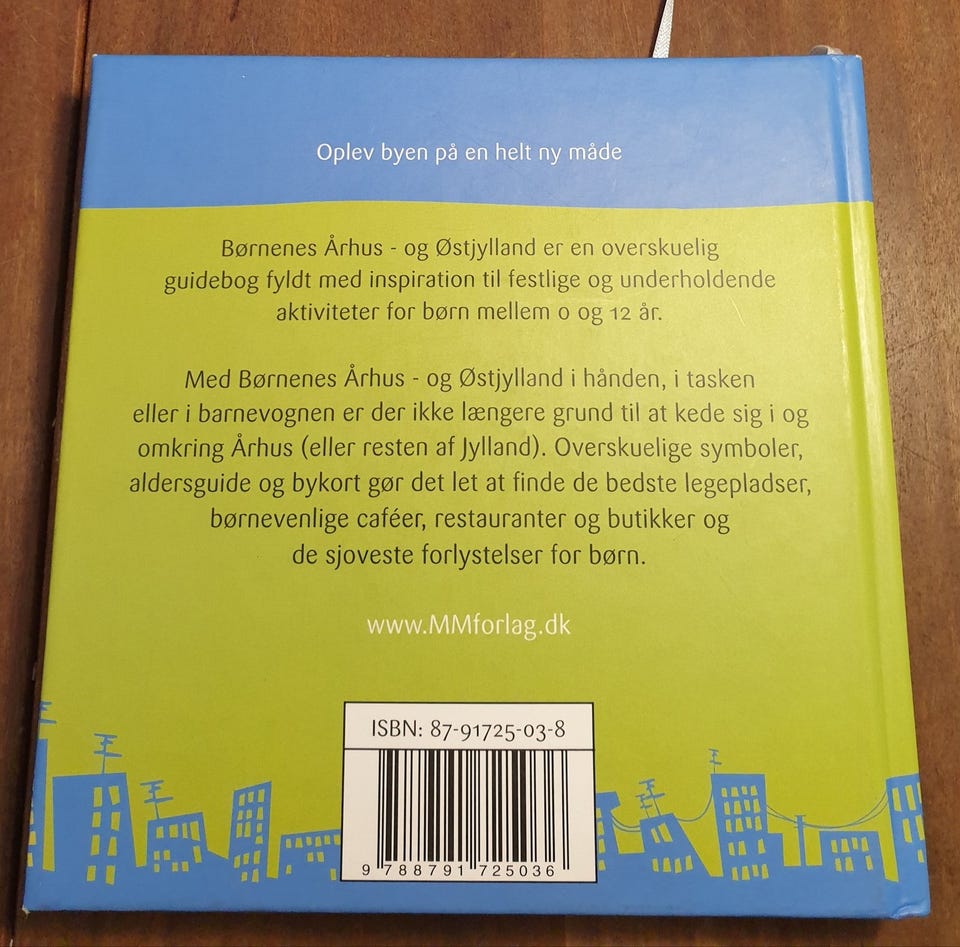 Oplev byen på en helt ny måde
Børnenes Århus - og Østjylland er en overskuelig
guidebog fyldt med inspiration til festlige og underholdende
aktiviteter for børn mellem 0 og 12 år.
Med Børnenes Århus - og Østjylland i hånden, i tasken
eller i barnevognen er der ikke længere grund til at kede sig i og
omkring Århus (eller resten af Jylland). Overskuelige symboler,
aldersguide og bykort gør det let at finde de bedste legepladser,
børnevenlige caféer, restauranter og butikker og
de sjoveste forlystelser for børn.
www.MMforlag.dk
ISBN: 87-91725-03-8
9 788791 725036